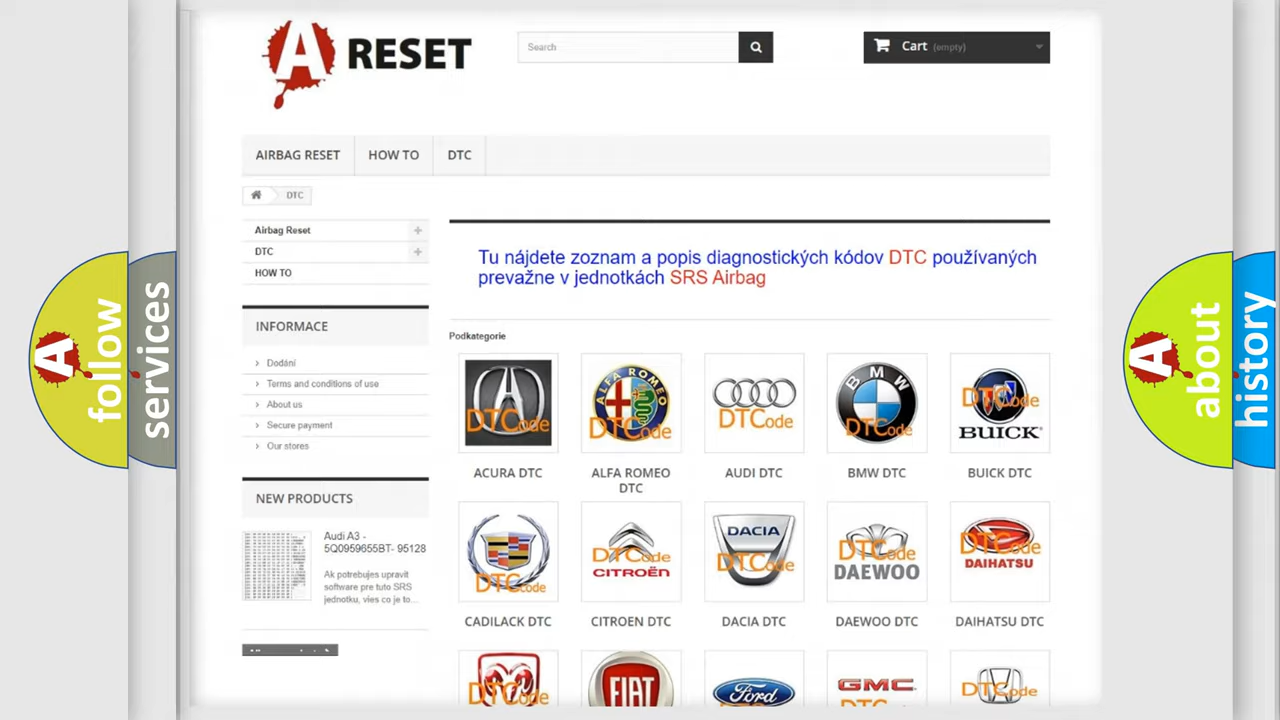 A RESET
Search
Cart (empty)
AIRBAG RESET
HOW TO
DTC
DTC
Airbag Reset
DTC
HOW TO
INFORMACE
Dodání
Terms and conditions of use
About us
Secure payment
Our stores
NEW PRODUCTS
Audi A3 -
5Q0959655BT- 95128
Ak potrebujes upravit
software pre tuto SRS
jednotku, vies co je to...
Tu nájdete zoznam a popis diagnostických kódov DTC používaných
prevažne v jednotkách SRS Airbag
Podkategorie
DTCode
ALFA ROMEO
DTCode
DTCode
BMW
DTCode
DTCode
BUICK
ACURA DTC
ALFA ROMEO
DTC
AUDI DTC
BMW DTC
BUICK DTC
DTCode
DTCode
CITROËN
DACIA
DTCode
DTCode
DAEWOO
DTCode
DAIHATSU
CADILACK DTC
CITROEN DTC
DACIA DTC
DAEWOO DTC
DAIHATSU DTC
DTCode
FIAT
Ford
GMC
DTCode
A follow
services
A about
history